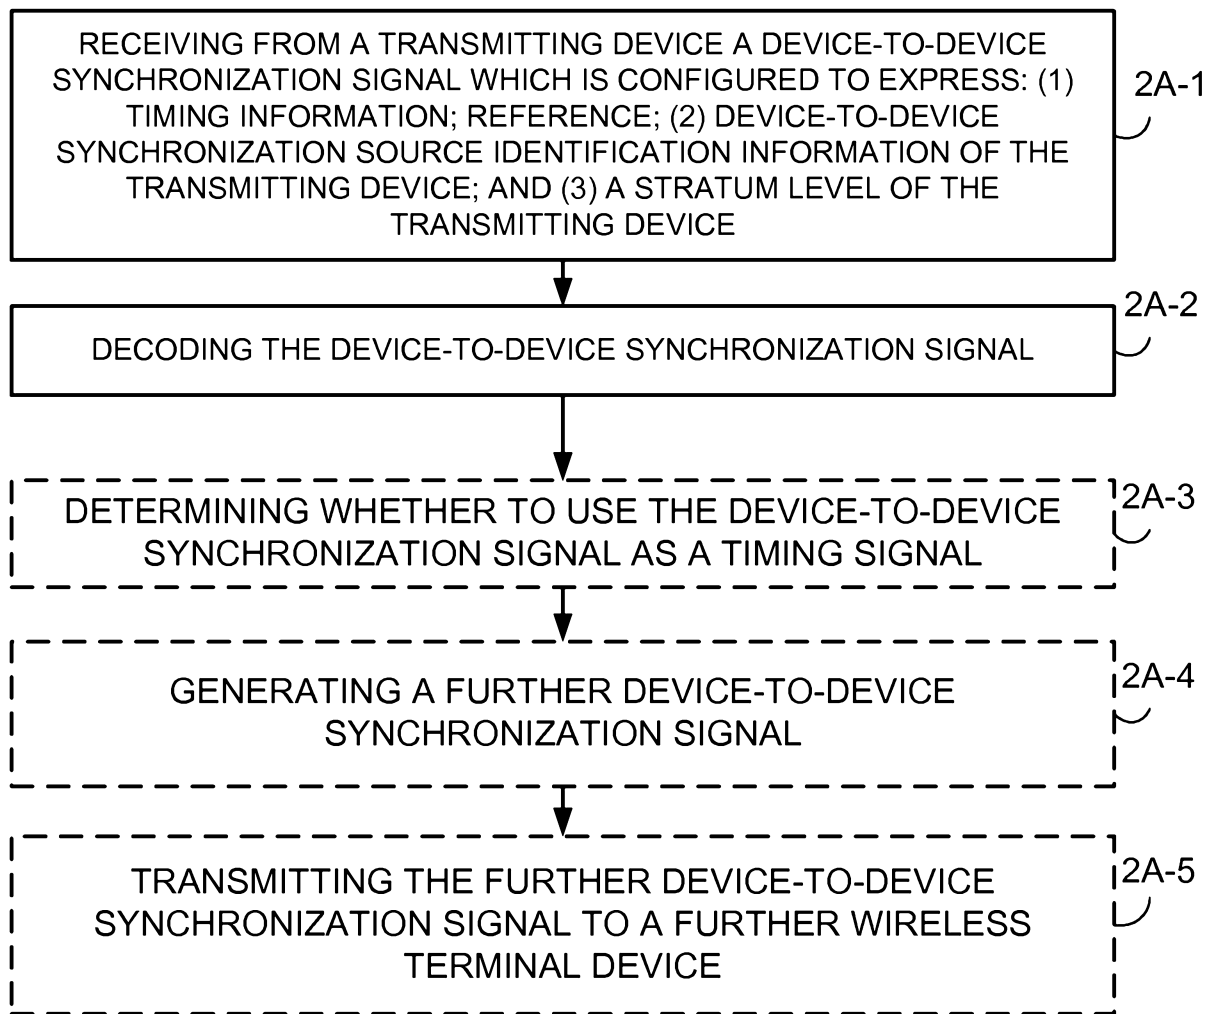 RECEIVING FROM A TRANSMITTING DEVICE A DEVICE-TO-DEVICE
SYNCHRONIZATION SIGNAL WHICH IS CONFIGURED TO EXPRESS: (1)
TIMING INFORMATION; REFERENCE; (2) DEVICE-TO-DEVICE
SYNCHRONIZATION SOURCE IDENTIFICATION INFORMATION OF THE
TRANSMITTING DEVICE; AND (3) A STRATUM LEVEL OF THE
TRANSMITTING DEVICE
2A-1
DECODING THE DEVICE-TO-DEVICE SYNCHRONIZATION SIGNAL
2A-2
DETERMINING WHETHER TO USE THE DEVICE-TO-DEVICE
SYNCHRONIZATION SIGNAL AS A TIMING SIGNAL
2A-3
GENERATING A FURTHER DEVICE-TO-DEVICE
SYNCHRONIZATION SIGNAL
2A-4
TRANSMITTING THE FURTHER DEVICE-TO-DEVICE
SYNCHRONIZATION SIGNAL TO A FURTHER WIRELESS
TERMINAL DEVICE
2A-5